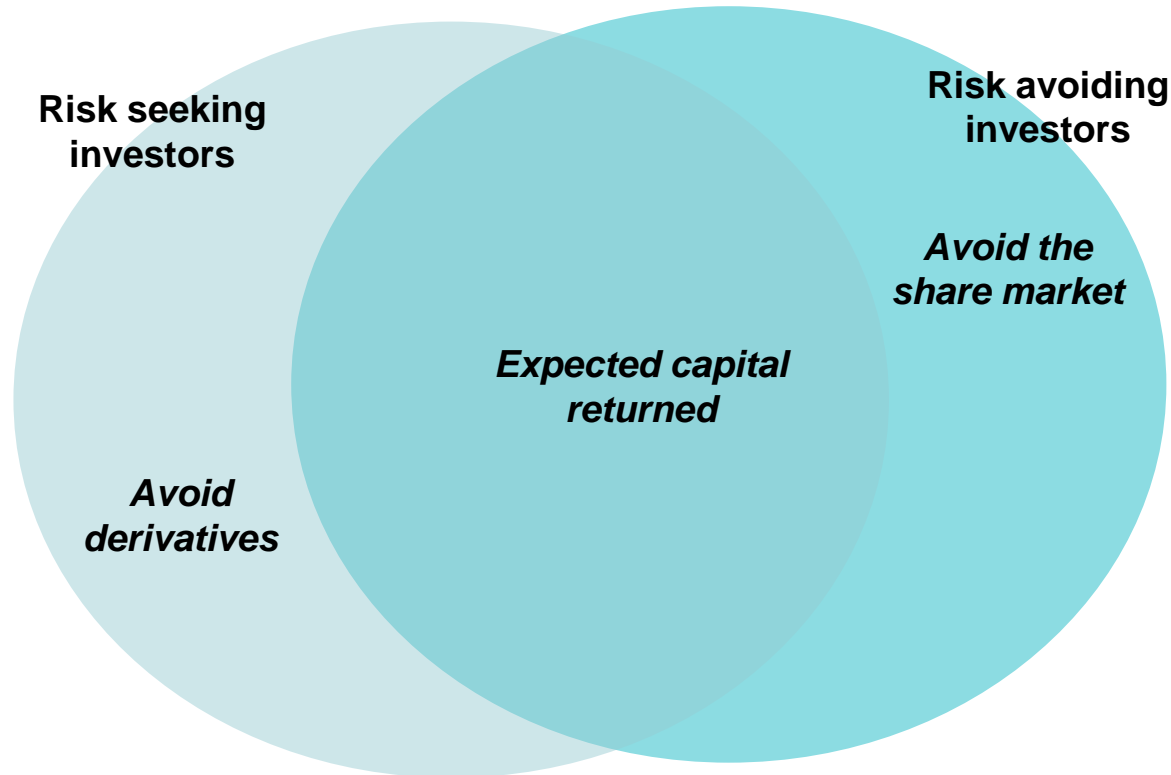 Risk seeking
investors
Risk avoiding
investors
Avoid the
share market
Expected capital
returned
Avoid
derivatives